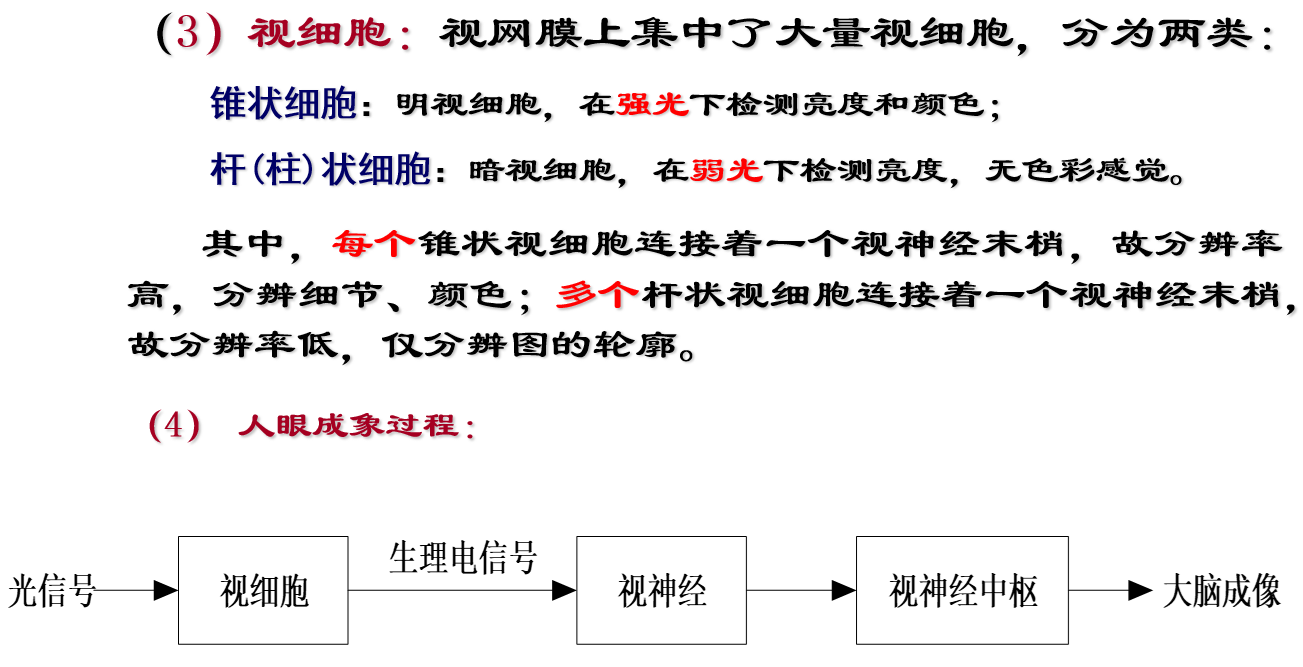 (3) 视细胞：视网膜上集中了大量视细胞，分为两类：
锥状细胞：明视细胞，在强光下检测亮度和颜色；
杆(柱)状细胞：暗视细胞，在弱光下检测亮度，无色彩感觉。
其中，每个锥状视细胞连接着一个视神经末梢，故分辨率
高，分辨细节、颜色；多个杆状视细胞连接着一个视神经末梢，
故分辨率低，仅分辨图的轮廓。
(4) 人眼成象过程：
生理电信号
光信号 视细胞 视神经 视神经中枢 大脑成像